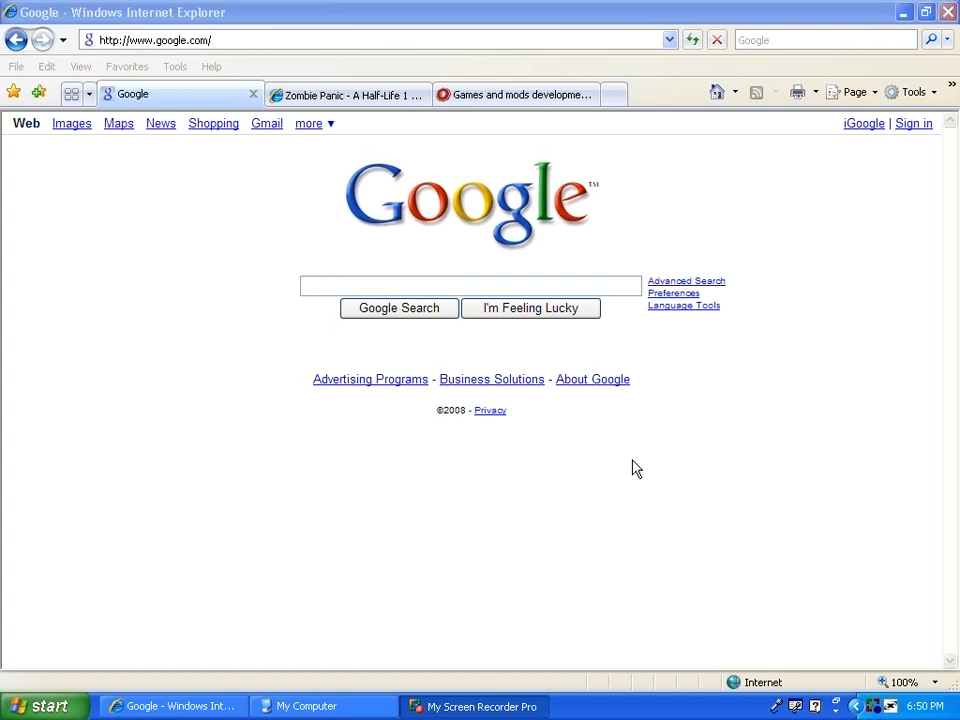 Google - Windows Internet Explorer
http://www.google.com/
Google
File Edit View Favorites Tools Help
Google
Zombie Panic - A Half-Life 1 ...
Games and mods developme...
Page
Tools
»
Web Images Maps News Shopping Gmail more ▼
iGoogle | Sign in
Google™
Advanced Search
Preferences
Language Tools
Google Search
I'm Feeling Lucky
Advertising Programs - Business Solutions - About Google
©2008 - Privacy
Internet
100%
start
Google - Windows Int...
My Computer
My Screen Recorder Pro
6:50 PM